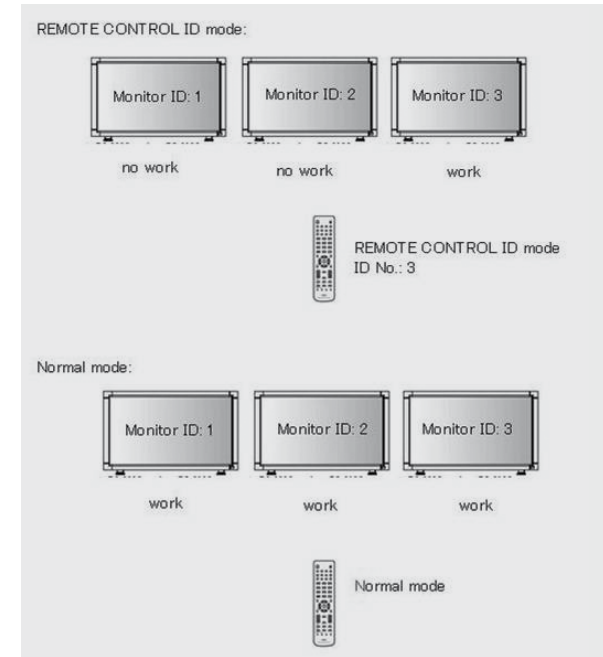 REMOTE CONTROL ID mode:
Monitor ID: 1
Monitor ID: 2
Monitor ID: 3
no work
no work
work
REMOTE CONTROL ID mode
ID No.: 3
Normal mode:
Monitor ID: 1
Monitor ID: 2
Monitor ID: 3
work
work
work
Normal mode